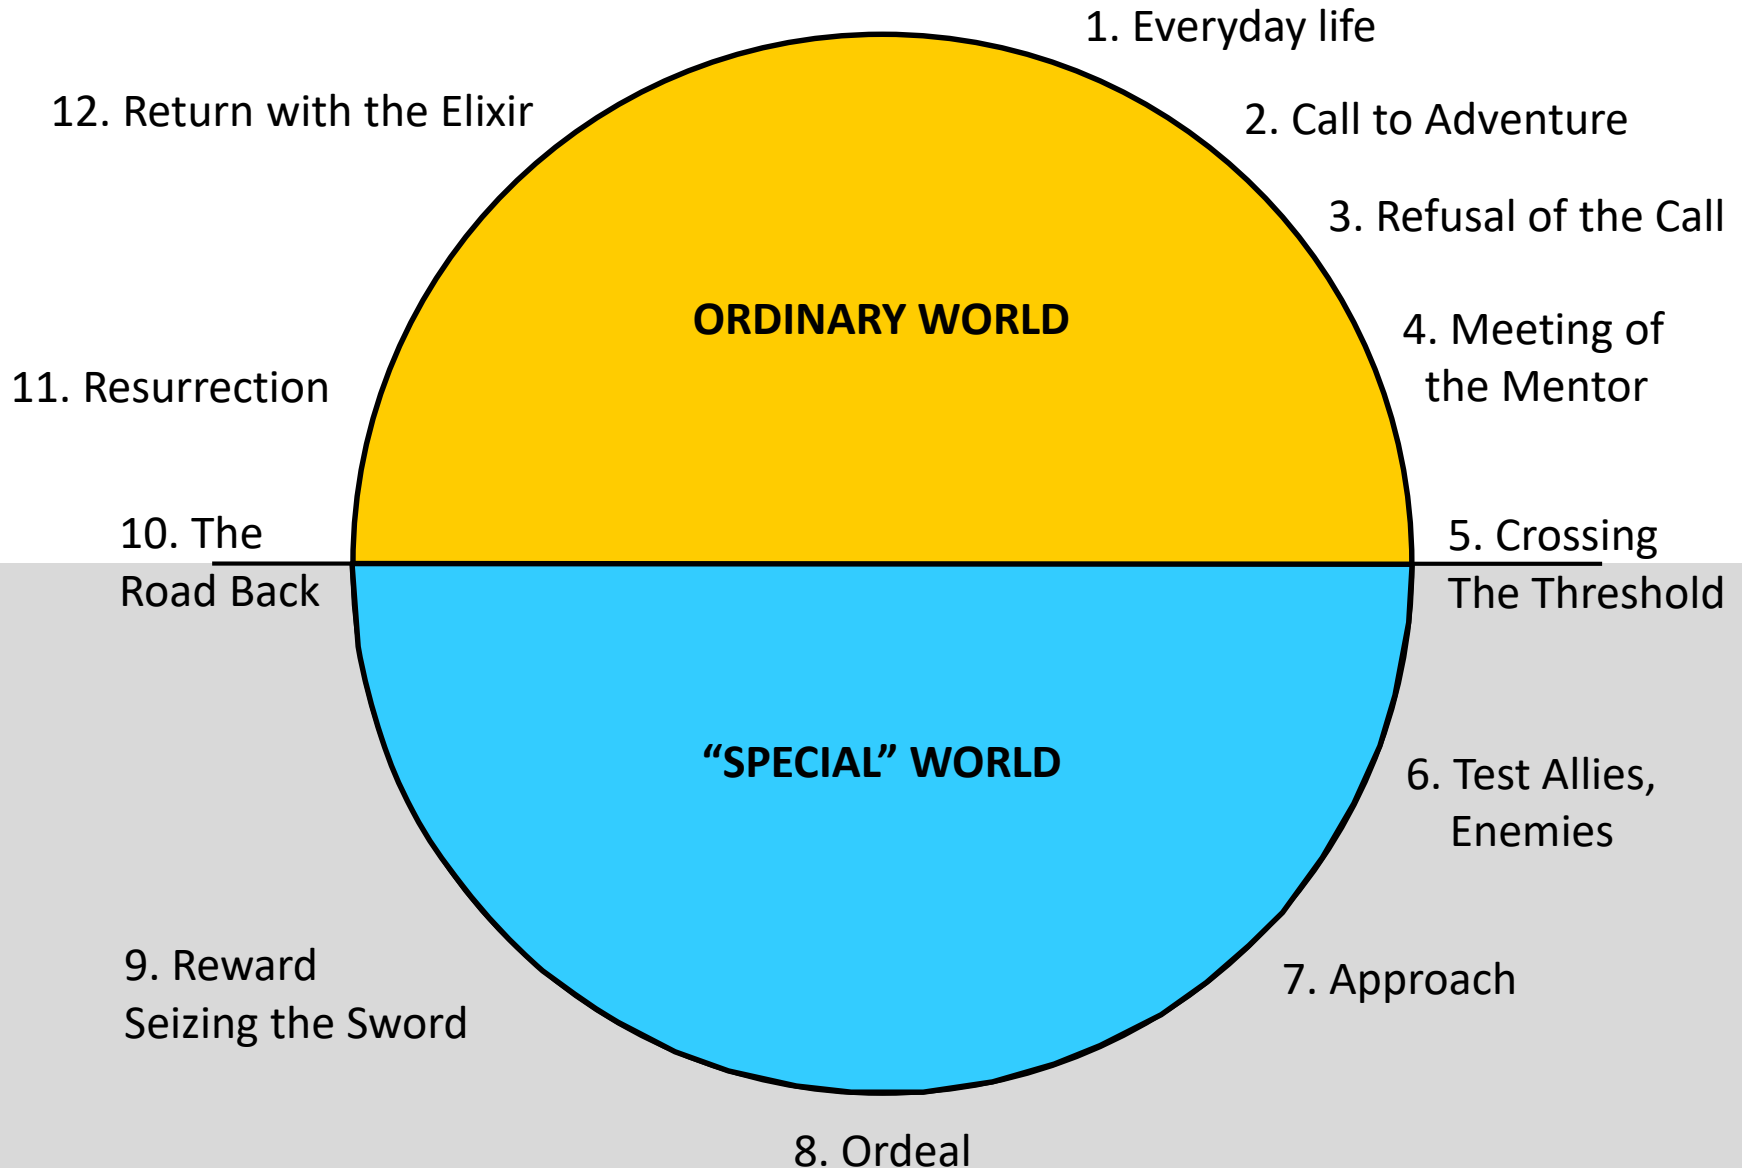 1. Everyday life
2. Call to Adventure
3. Refusal of the Call
4. Meeting of
the Mentor
5. Crossing
The Threshold
6. Test Allies,
Enemies
7. Approach
8. Ordeal
9. Reward
Seizing the Sword
10. The
Road Back
11. Resurrection
12. Return with the Elixir
ORDINARY WORLD
“SPECIAL” WORLD